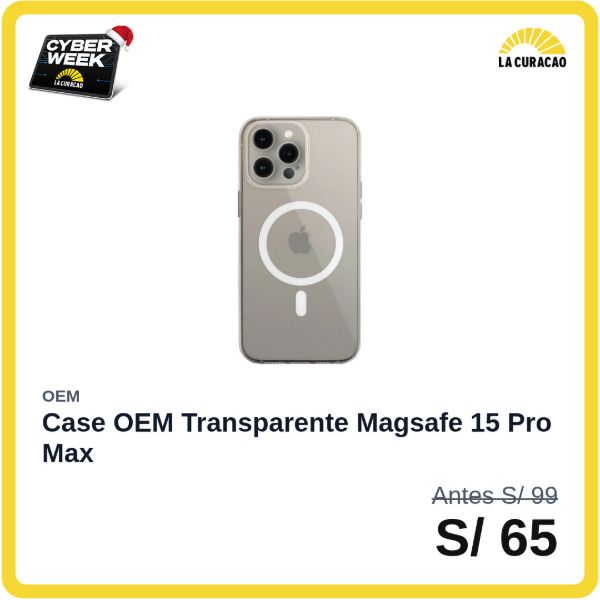 CYBER
WEEK
LA CURACAO
LA CURACAO
OEM
Case OEM Transparente Magsafe 15 Pro
Max
Antes S/ 99
S/ 65